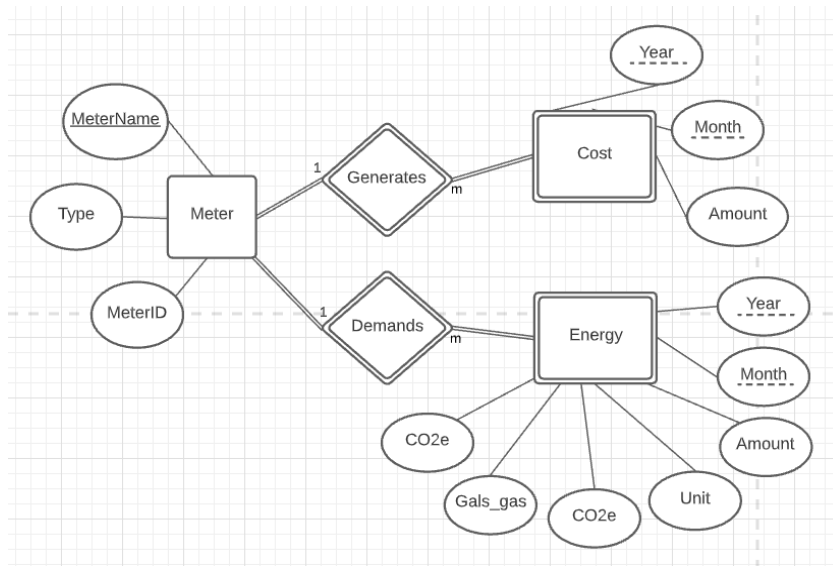 Year
MeterName
Month
Cost
1
Generates
m
Type
Meter
Amount
MeterID
1
Demands
m
Energy
Year
Month
CO2e
Amount
Gals_gas
CO2e
Unit